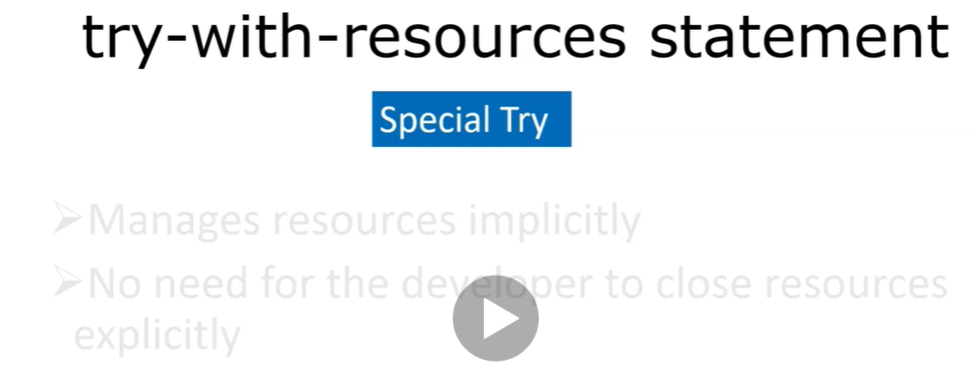 try-with-resources statement
Special Try
➢Manages resources implicitly
➢No need for the developer to close resources
explicitly